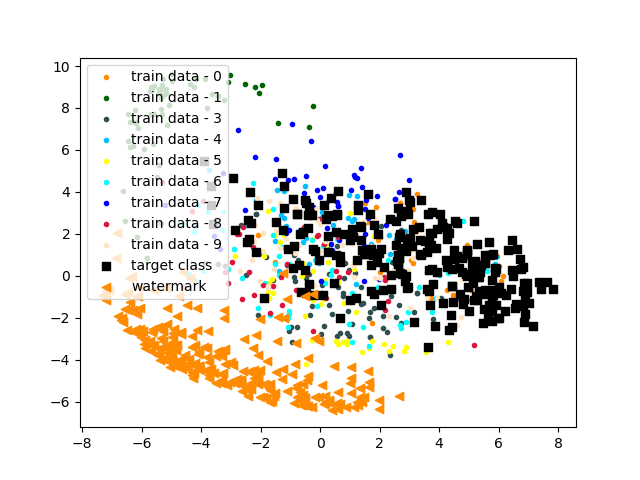 10
8
6
4
2
0
−2
−4
−6
train data - 0
train data - 1
train data - 3
train data - 4
train data - 5
train data - 6
train data - 7
train data - 8
train data - 9
target class
watermark
−8 −6 −4 −2 0 2 4 6 8